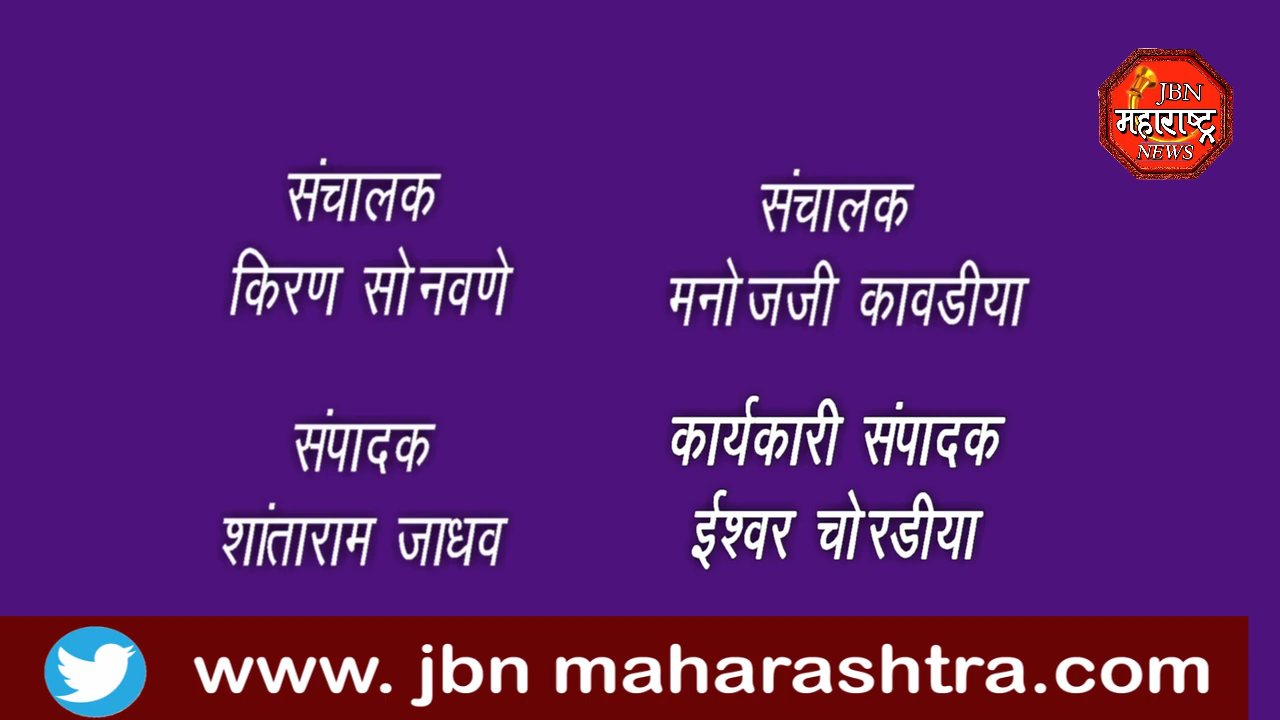 JBN
महाराष्ट्र
NEWS
संचालक
किरण सोनवणे
संचालक
मनोजजी कावडीया
संपादक
शांताराम जाधव
कार्यकारी संपादक
ईश्वर चोरडीया
www. jbn maharashtra.com